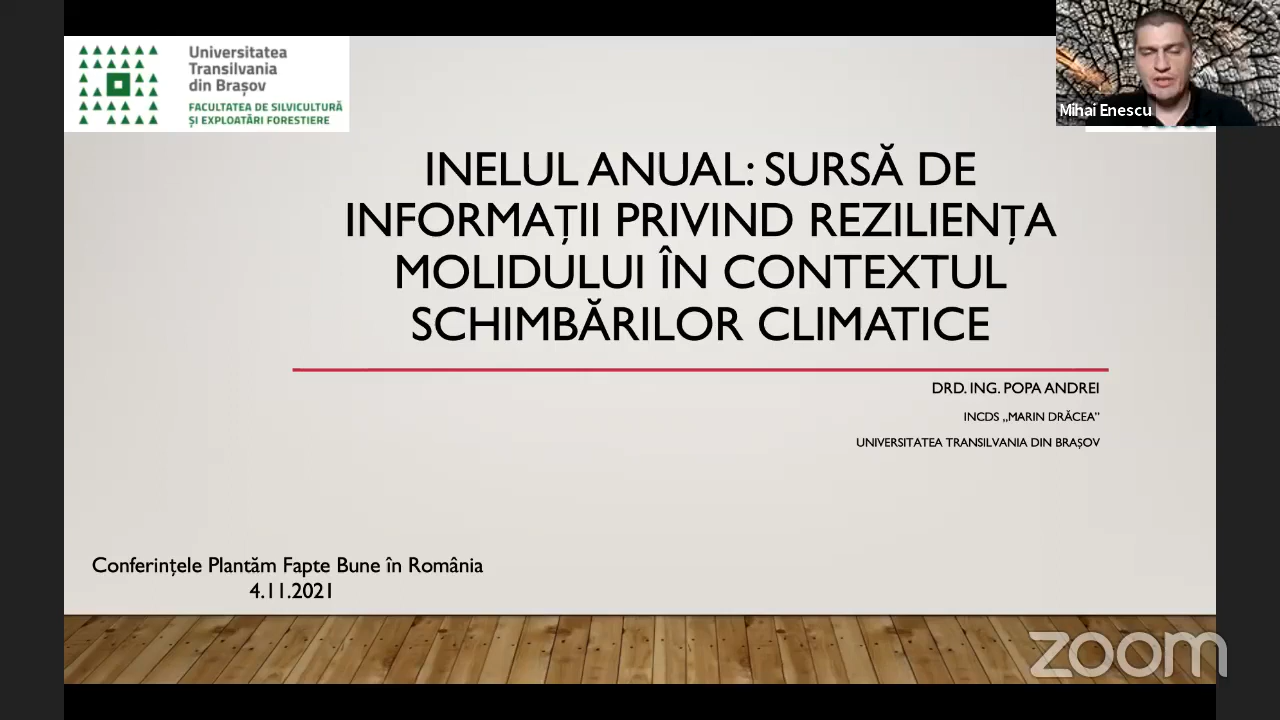 Universitatea
Transilvania
din Brașov
FACULTATEA DE SILVICULTURĂ
ȘI EXPLOATĂRI FORESTIERE
Mihai Enescu
INELUL ANUAL: SURSĂ DE
INFORMAȚII PRIVIND REZILIENȚA
MOLIDULUI ÎN CONTEXTUL
SCHIMBĂRILOR CLIMATICE
DRD. ING. POPA ANDREI
INCDS „MARIN DRĂCEA”
UNIVERSITATEA TRANSILVANIA DIN BRAȘOV
Conferințele Plantăm Fapte Bune în România
4.11.2021
zoom